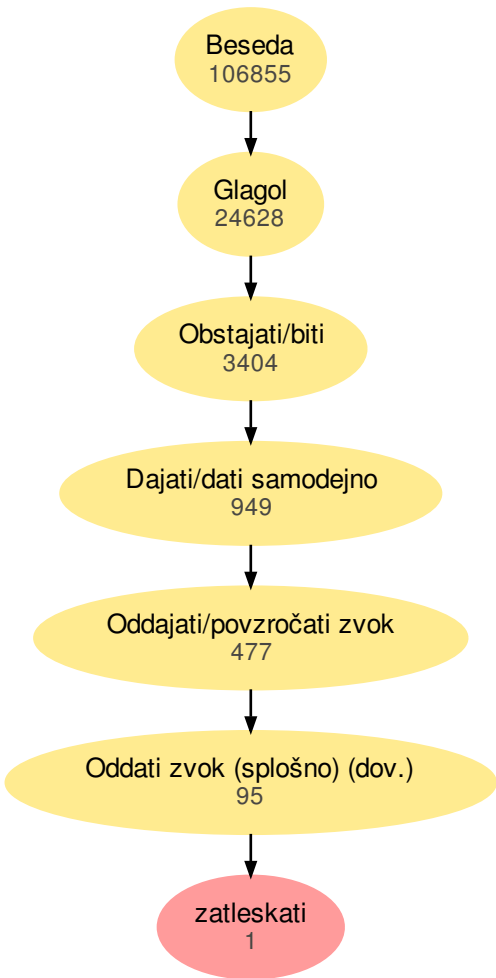 Beseda
106855
Glagol
24628
Obstajati/biti
3404
Dajati/dati samodejno
949
Oddajati/povzročati zvok
477
Oddati zvok (splošno) (dov.)
95
zatleskati
1